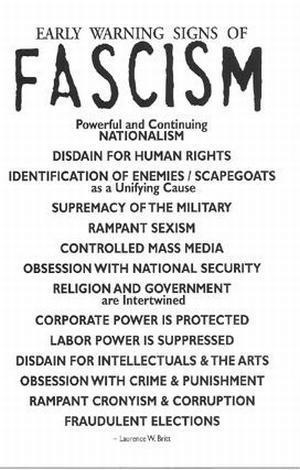 EARLY WARNING SIGNS OF
FASCISM
Powerful and Continuing
NATIONALISM
DISDAIN FOR HUMAN RIGHTS
IDENTIFICATION OF ENEMIES / SCAPEGOATS
as a Unifying Cause
SUPREMACY OF THE MILITARY
RAMPANT SEXISM
CONTROLLED MASS MEDIA
OBSESSION WITH NATIONAL SECURITY
RELIGION AND GOVERNMENT
are Intertwined
CORPORATE POWER IS PROTECTED
LABOR POWER IS SUPPRESSED
DISDAIN FOR INTELLECTUALS & THE ARTS
OBSESSION WITH CRIME & PUNISHMENT
RAMPANT CRONYISM & CORRUPTION
FRAUDULENT ELECTIONS
– Laurence W. Britt